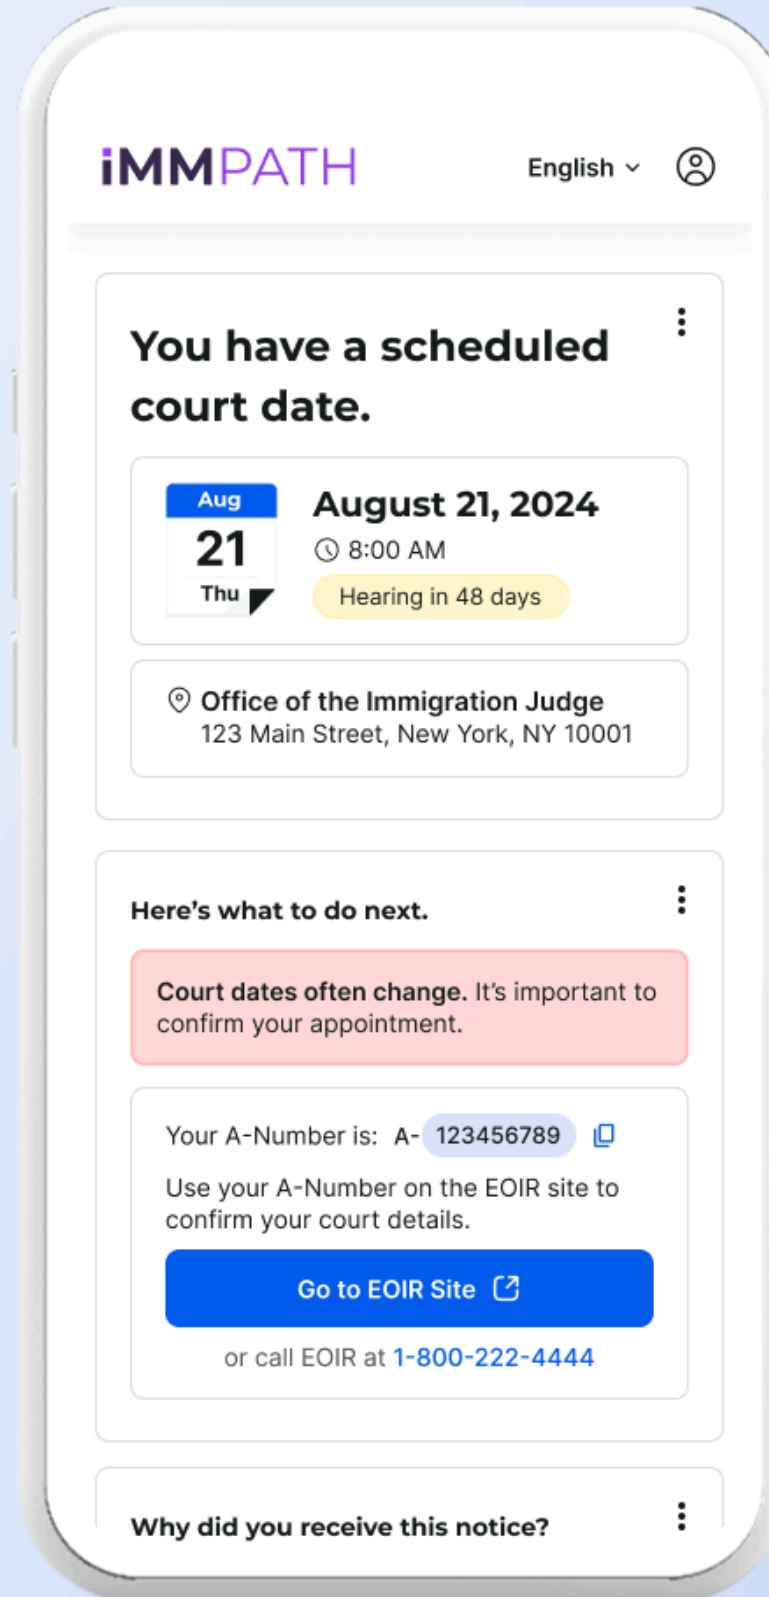 iMMPATH
English
You have a scheduled
court date.
Aug
21
Thu
August 21, 2024
8:00 AM
Hearing in 48 days
Office of the Immigration Judge
123 Main Street, New York, NY 10001
Here's what to do next.
Court dates often change. It's important to
confirm your appointment.
Your A-Number is: A- 123456789
Use your A-Number on the EOIR site to
confirm your court details.
Go to EOIR Site
or call EOIR at 1-800-222-4444
Why did you receive this notice?